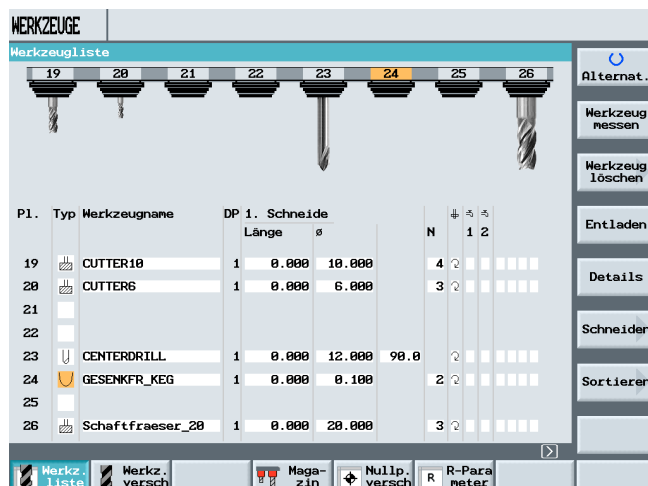 WERKZEUGE
Werkzeugliste
19 20 21 22 23 24 25 26
Alternat.
Werkzeug
messen
Werkzeug
löschen
Entladen
Details
Schneiden
Sortieren
Pl. Typ Werkzeugname DP 1. Schneide
Länge ø N 1 2
19 CUTTER10 1 0.000 10.000 4
20 CUTTER6 1 0.000 6.000 3
21
22
23 CENTERDRILL 1 0.000 12.000 90.0
24 GESENKFR_KEG 1 0.000 0.100 2
25
26 Schaftfraeser_20 1 0.000 20.000 3
Werkz.
liste
Werkz.
versch
Maga-
zin
Nullp.
versch
R R-Para
meter